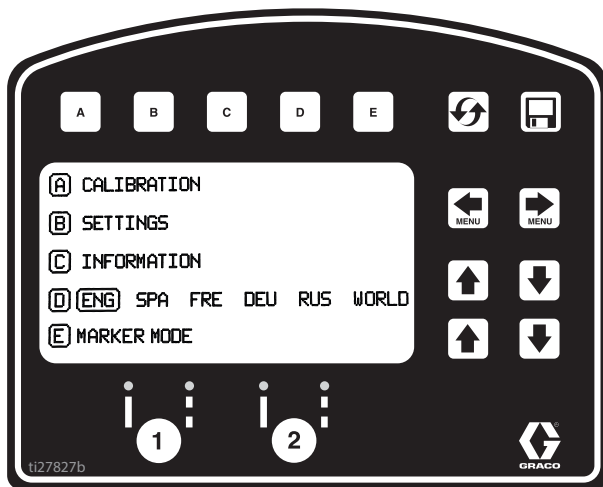 A B C D E
A CALIBRATION
MENU MENU
B SETTINGS
C INFORMATION
D ENG SPA FRE DEU RUS WORLD
E MARKER MODE
1 2
ti27827b
GRACO